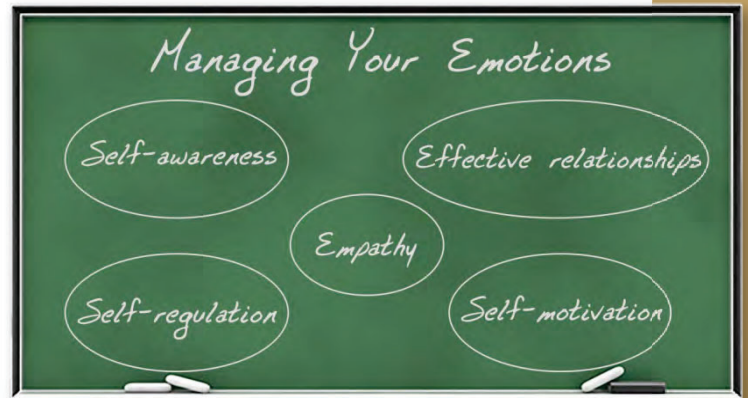 Managing Your Emotions
Self-awareness
Effective relationships
Empathy
Self-regulation
Self-motivation